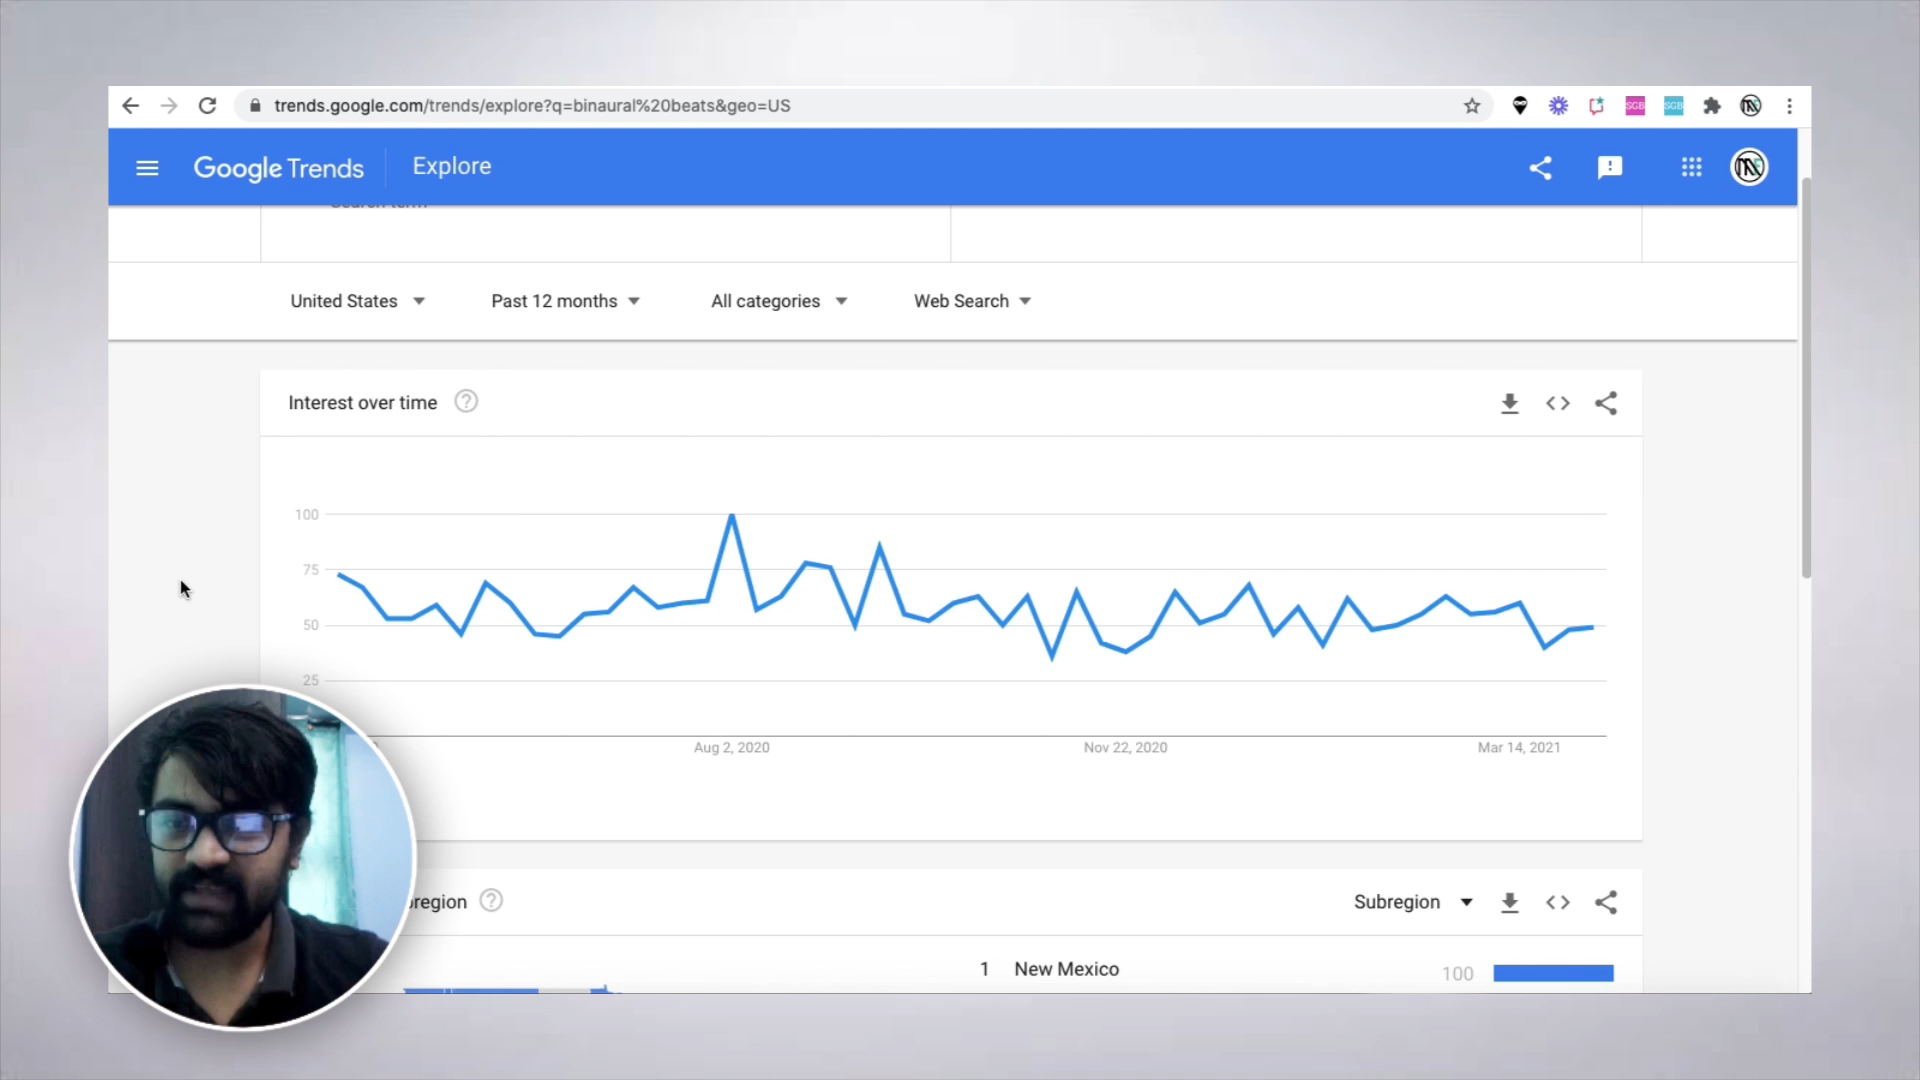 trends.google.com/trends/explore?q=binaural%20beats&geo=US
SGB
SGB
Google Trends
Explore
United States
Past 12 months
All categories
Web Search
Interest over time
100
75
50
25
Aug 2, 2020
Nov 22, 2020
Mar 14, 2021
Subregion
1 New Mexico
100